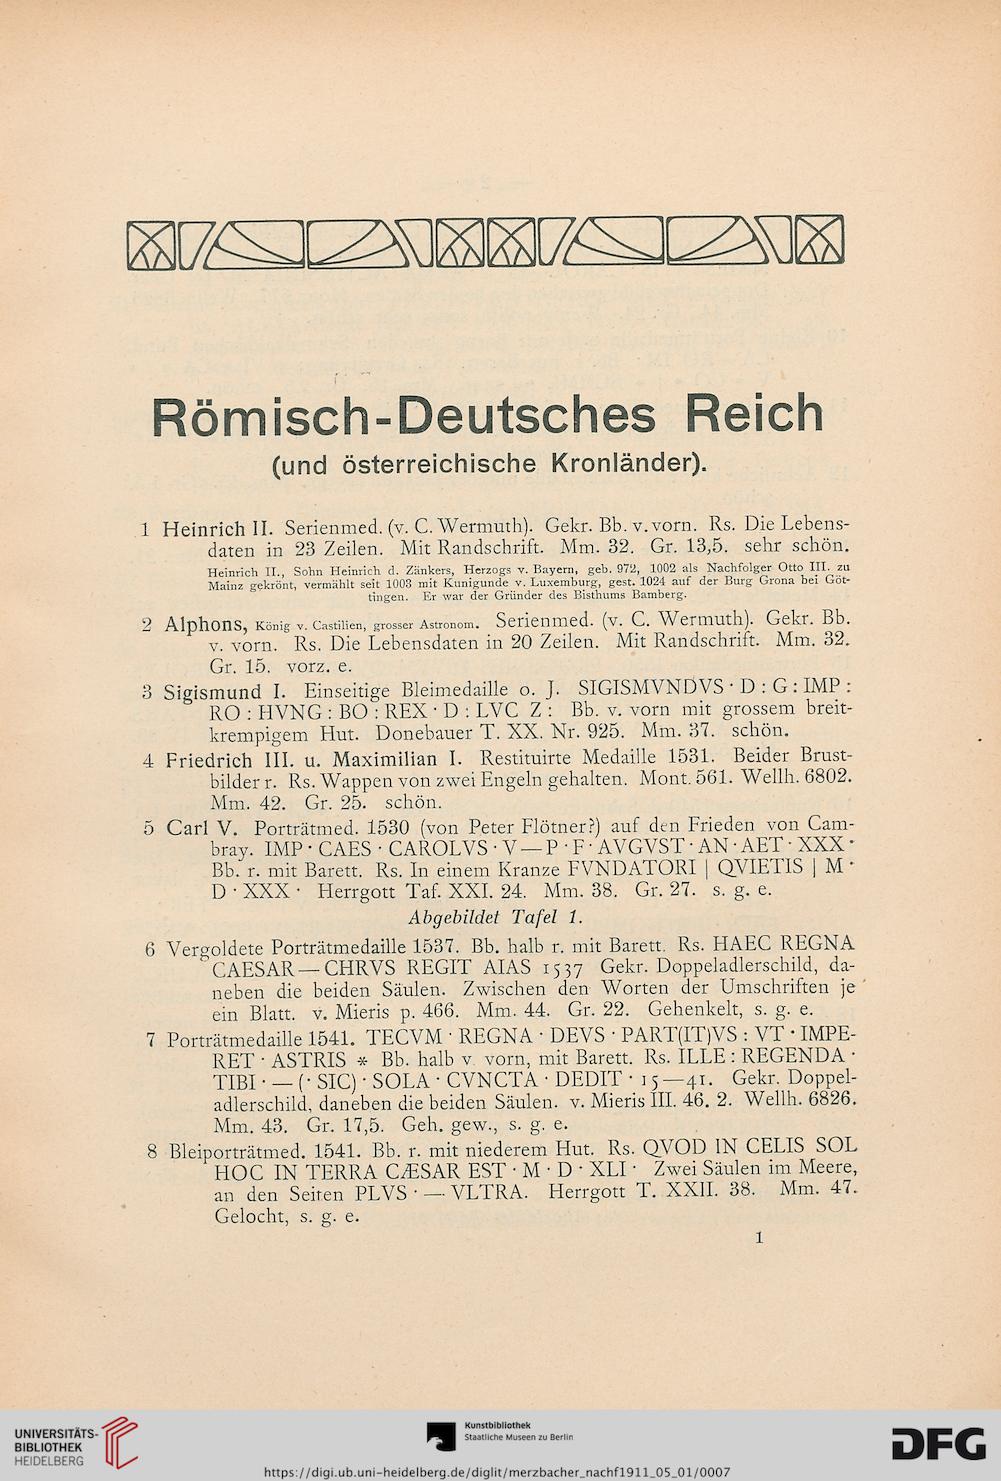 Römisch-Deutsches Reich
(und österreichische Kronländer).
1 Heinrich II. Serienmed. (v. C. Wermuth). Gekr. Bb. v. vorn. Rs. Die Lebens-
daten in 23 Zeilen. Mit Randschrift. Mm. 32. Gr. 13,5. sehr schön.
Heinrich II., Sohn Heinrich d. Zänkers, Herzogs v. Bayern, geb. 972, 1002 als Nachfolger Otto III. zu
Mainz gekrönt, vermählt seit 1003 mit Kunigunde v. Luxemburg, gest. 1024 auf der Burg Grona bei Göt-
tingen. Er war der Gründer des Bisthums Bamberg.
2 Alphons, König v. Castilien, grosser Astronom. Serienmed. (v. C. Wermuth). Gekr. Bb.
v. vorn. Rs. Die Lebensdaten in 20 Zeilen. Mit Randschrift. Mm. 32.
Gr. 15. vorz. e.
3 Sigismund I. Einseitige Bleimedaille o. J. SIGISMVNDVS · D : G : IMP :
RO : HVNG : BO : REX · D : LVC Z : Bb. v. vorn mit grossem breit-
krempigem Hut. Donebauer T. XX. Nr. 925. Mm. 37. schön.
4 Friedrich III. u. Maximilian I. Restituirte Medaille 1531. Beider Brust-
bilder r. Rs. Wappen von zwei Engeln gehalten. Mont. 561. Wellh. 6802.
Mm. 42. Gr. 25. schön.
5 Carl V. Porträtmed. 1530 (von Peter Flötner?) auf den Frieden von Cam-
bray. IMP · CAES · CAROLVS · V — P · F · AVGVST · AN · AET · XXX ·
Bb. r. mit Barett. Rs. In einem Kranze FVNDATORI | QVIETIS | M ·
D · XXX · Herrgott Taf. XXI. 24. Mm. 38. Gr. 27. s. g. e.
Abgebildet Tafel 1.
6 Vergoldete Porträtmedaille 1537. Bb. halb r. mit Barett. Rs. HAEC REGNA
CAESAR — CHRVS REGIT AIAS 1537 Gekr. Doppeladlerschild, da-
neben die beiden Säulen. Zwischen den Worten der Umschriften je
ein Blatt. v. Mieris p. 466. Mm. 44. Gr. 22. Gehenkelt, s. g. e.
7 Porträtmedaille 1541. TECVM · REGNA · DEVS · PART(IT)VS : VT · IMPE-
RET · ASTRIS * Bb. halb v. vorn, mit Barett. Rs. ILLE : REGENDA ·
TIBI · — (· SIC) · SOLA · CVNCTA · DEDIT · 15—41. Gekr. Doppel-
adlerschild, daneben die beiden Säulen. v. Mieris III. 46. 2. Wellh. 6826.
Mm. 43. Gr. 17,5. Geh. gew., s. g. e.
8 Bleiporträtmed. 1541. Bb. r. mit niederem Hut. Rs. QVOD IN CELIS SOL
HOC IN TERRA CÆSAR EST · M · D · XLI · Zwei Säulen im Meere,
an den Seiten PLVS · — VLTRA. Herrgott T. XXII. 38. Mm. 47.
Gelocht, s. g. e.
1
UNIVERSITÄTS-
BIBLIOTHEK
HEIDELBERG
Kunstbibliothek
Staatliche Museen zu Berlin
DFG
https://digi.ub.uni-heidelberg.de/diglit/merzbacher_nachf1911_05_01/0007